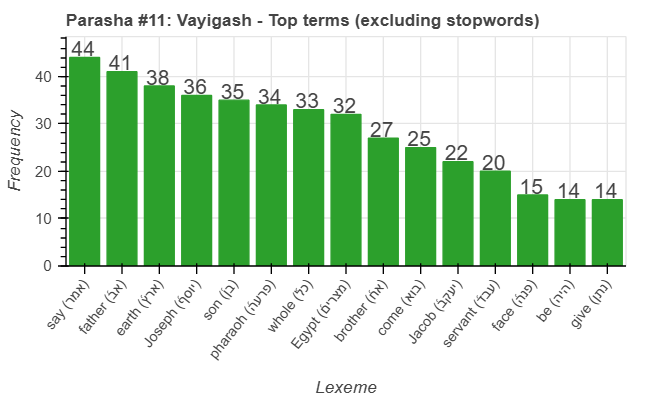 Parasha #11: Vayigash - Top terms (excluding stopwords)
44
41
38
36
35
34
33
32
27
25
22
20
15
14
14
40
30
20
10
0
Frequency
say (אמר)
father (אב)
earth (ארץ)
Joseph (יוסף)
son (בן)
pharaoh (פרעה)
whole (כל)
Egypt (מצרים)
brother (אח)
come (בוא)
Jacob (יעקב)
servant (עבד)
face (פנה)
be (היה)
give (נתן)
Lexeme